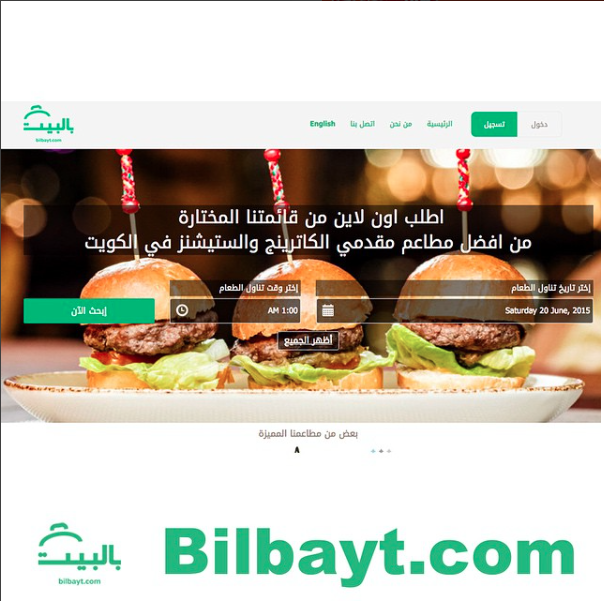 بالبيت
bilbayt.com
دخول
تسجيل
الرئيسية
من نحن
اتصل بنا
English
اطلب اون لاين من قائمتنا المختارة
من افضل مطاعم مقدمي الكاترينج والستيشنز في الكويت
إختر تاريخ تناول الطعام
إختر وقت تناول الطعام
Saturday 20 June, 2015
1:00 AM
إبحث الآن
أظهر الجميع
بعض من مطاعمنا المميزة
بالبيت
bilbayt.com
Bilbayt.com